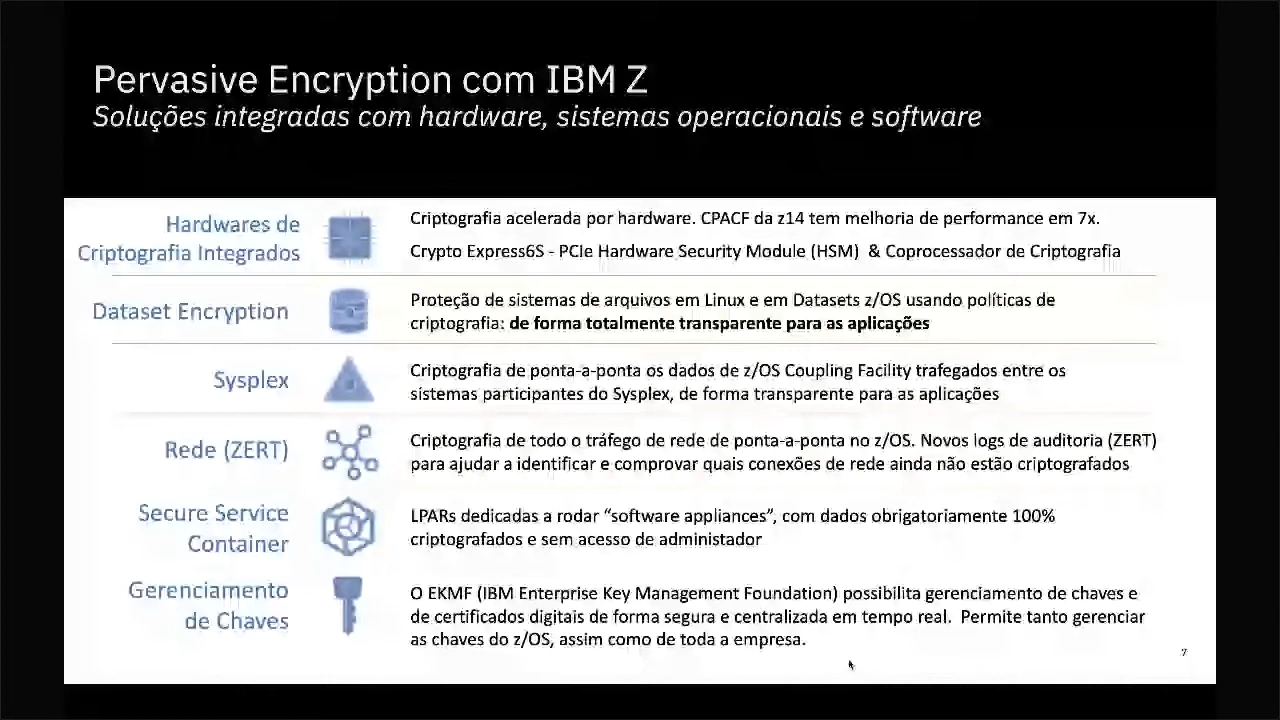 Pervasive Encryption com IBM Z
Soluções integradas com hardware, sistemas operacionais e software
Hardwares de
Criptografia Integrados
Criptografia acelerada por hardware. CPACF da z14 tem melhoria de performance em 7x.
Crypto Express6S - PCIe Hardware Security Module (HSM) & Coprocessador de Criptografia
Dataset Encryption
Proteção de sistemas de arquivos em Linux e em Datasets z/OS usando políticas de
criptografia: de forma totalmente transparente para as aplicações
Sysplex
Criptografia de ponta-a-ponta os dados de z/OS Coupling Facility trafegados entre os
sistemas participantes do Sysplex, de forma transparente para as aplicações
Rede (ZERT)
Criptografia de todo o tráfego de rede de ponta-a-ponta no z/OS. Novos logs de auditoria (ZERT)
para ajudar a identificar e comprovar quais conexões de rede ainda não estão criptografados
Secure Service
Container
LPARs dedicadas a rodar “software appliances”, com dados obrigatoriamente 100%
criptografados e sem acesso de administador
Gerenciamento
de Chaves
O EKMF (IBM Enterprise Key Management Foundation) possibilita gerenciamento de chaves e
de certificados digitais de forma segura e centralizada em tempo real. Permite tanto gerenciar
as chaves do z/OS, assim como de toda a empresa.
7